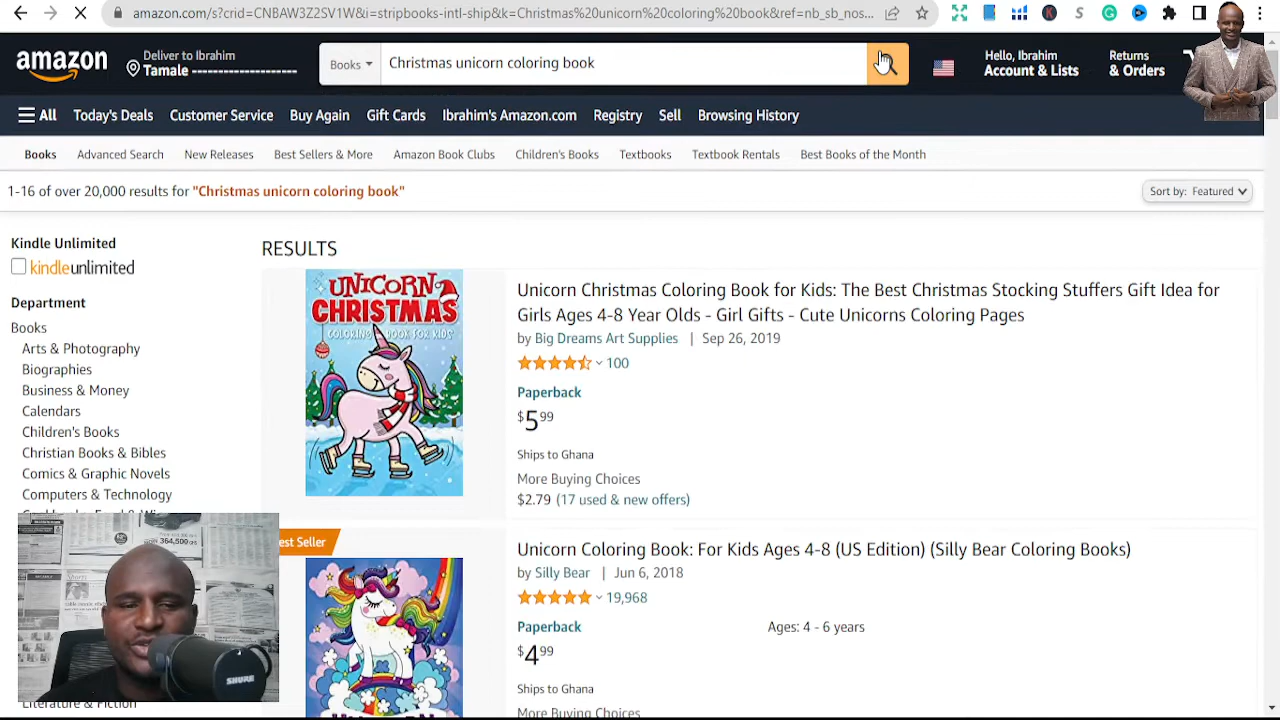 amazon.com/s?crid=CNBAW3Z2SV1W&i=stripbooks-intl-ship&k=Christmas%20unicorn%20coloring%20book&ref=nb_sb_nos...
amazon
Deliver to Ibrahim
Tamale ------------------
Books
Christmas unicorn coloring book
Hello, Ibrahim
Account & Lists
Returns
& Orders
All
Today's Deals
Customer Service
Buy Again
Gift Cards
Ibrahim's Amazon.com
Registry
Sell
Browsing History
Books
Advanced Search
New Releases
Best Sellers & More
Amazon Book Clubs
Children's Books
Textbooks
Textbook Rentals
Best Books of the Month
1-16 of over 20,000 results for "Christmas unicorn coloring book"
Sort by: Featured
Kindle Unlimited
kindleunlimited
Department
Books
Arts & Photography
Biographies
Business & Money
Calendars
Children's Books
Christian Books & Bibles
Comics & Graphic Novels
Computers & Technology
Literature & Fiction
RESULTS
UNICORN
CHRISTMAS
COLORING BOOK FOR KIDS
Unicorn Christmas Coloring Book for Kids: The Best Christmas Stocking Stuffers Gift Idea for
Girls Ages 4-8 Year Olds - Girl Gifts - Cute Unicorns Coloring Pages
by Big Dreams Art Supplies | Sep 26, 2019
100
Paperback
$5 99
Ships to Ghana
More Buying Choices
$2.79 (17 used & new offers)
est Seller
Unicorn Coloring Book: For Kids Ages 4-8 (US Edition) (Silly Bear Coloring Books)
by Silly Bear | Jun 6, 2018
19,968
Paperback
Ages: 4 - 6 years
$4 99
Ships to Ghana
More Buying Choices
UNICORN
SHURE